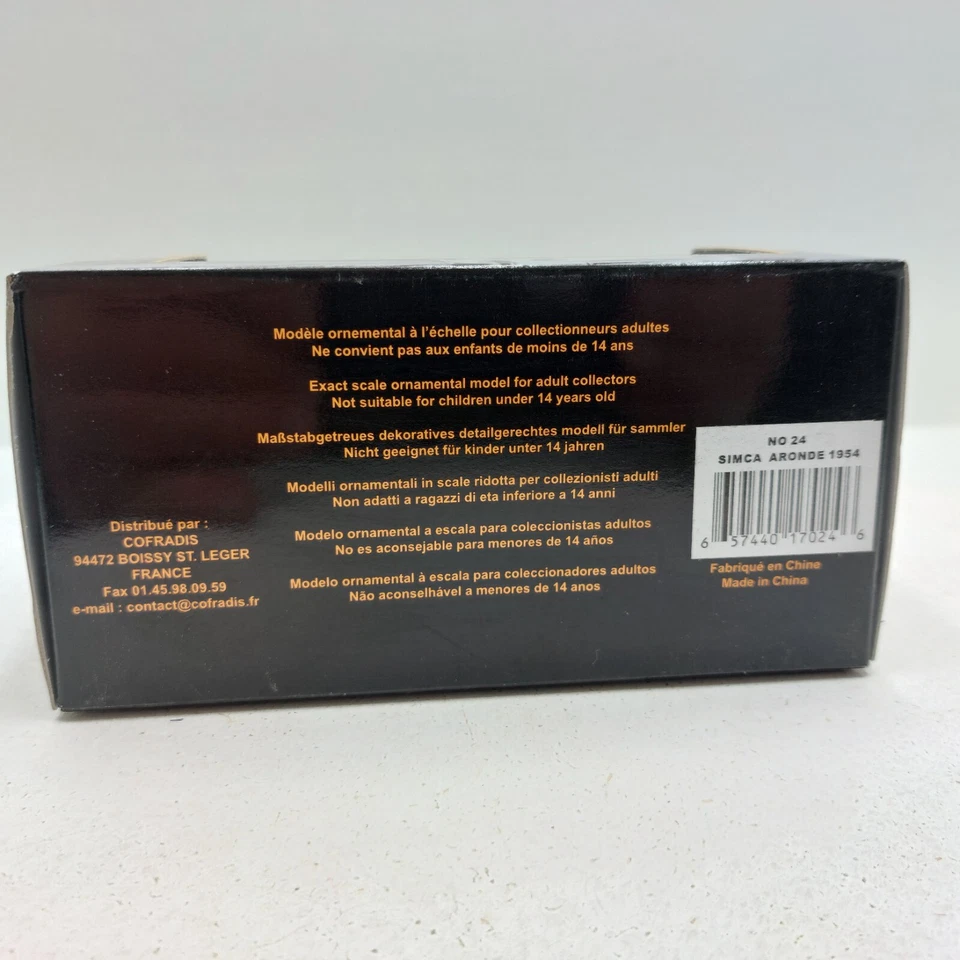 Modèle ornemental à l'échelle pour collectionneurs adultes
Ne convient pas aux enfants de moins de 14 ans
Exact scale ornamental model for adult collectors
Not suitable for children under 14 years old
Maßstabgetreues dekoratives detailgerechtes modell für sammler
Nicht geeignet für kinder unter 14 jahren
Modelli ornamentali in scale ridotta per collezionisti adulti
Non adatti a ragazzi di eta inferiore a 14 anni
Modelo ornamental a escala para coleccionistas adultos
No es aconsejable para menores de 14 años
Modelo ornamental à escala para coleccionadores adultos
Não aconselhável a menores de 14 anos
Distribué par :
COFRADIS
94472 BOISSY ST. LEGER
FRANCE
Fax 01.45.98.09.59
e-mail : contact@cofradis.fr
NO 24
SIMCA ARONDE 1954
6 57440 17024 6
Fabriqué en Chine
Made in China